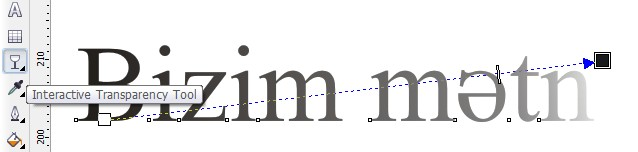 A
210
Bizim mətn
Interactive Transparency Tool
200